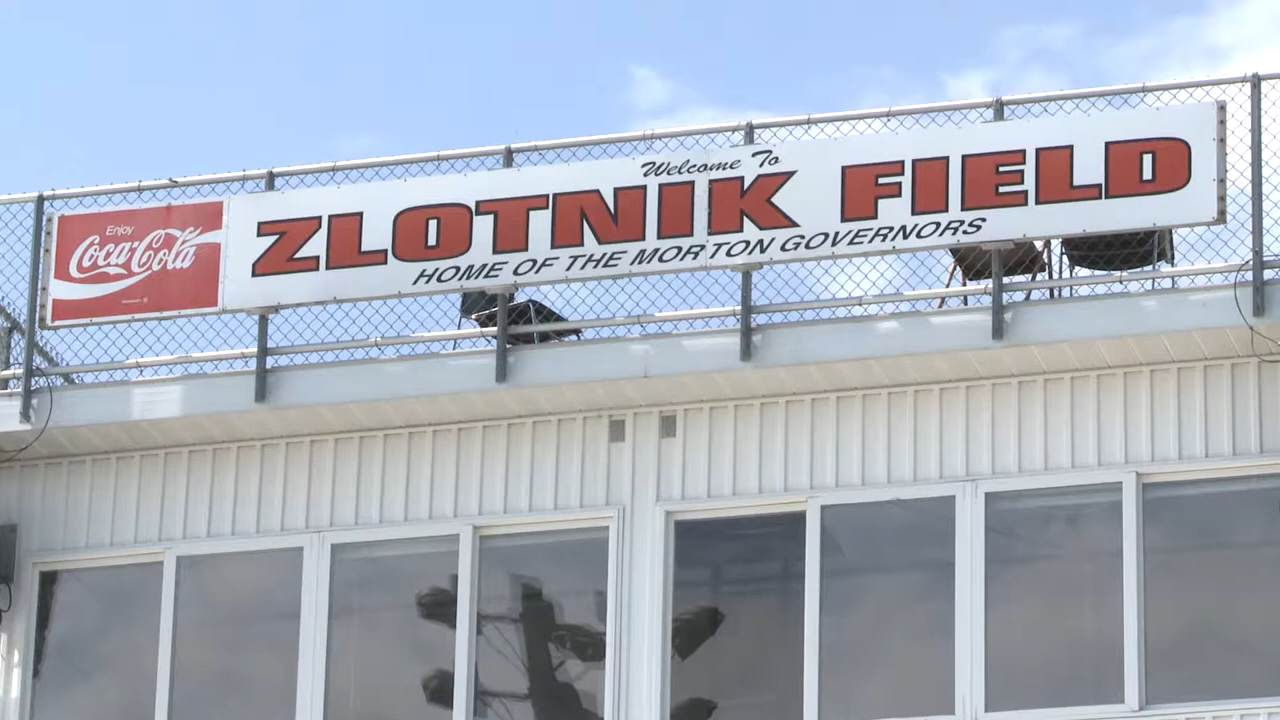 Enjoy
Coca-Cola
Welcome To
ZLOTNIK FIELD
HOME OF THE MORTON GOVERNORS